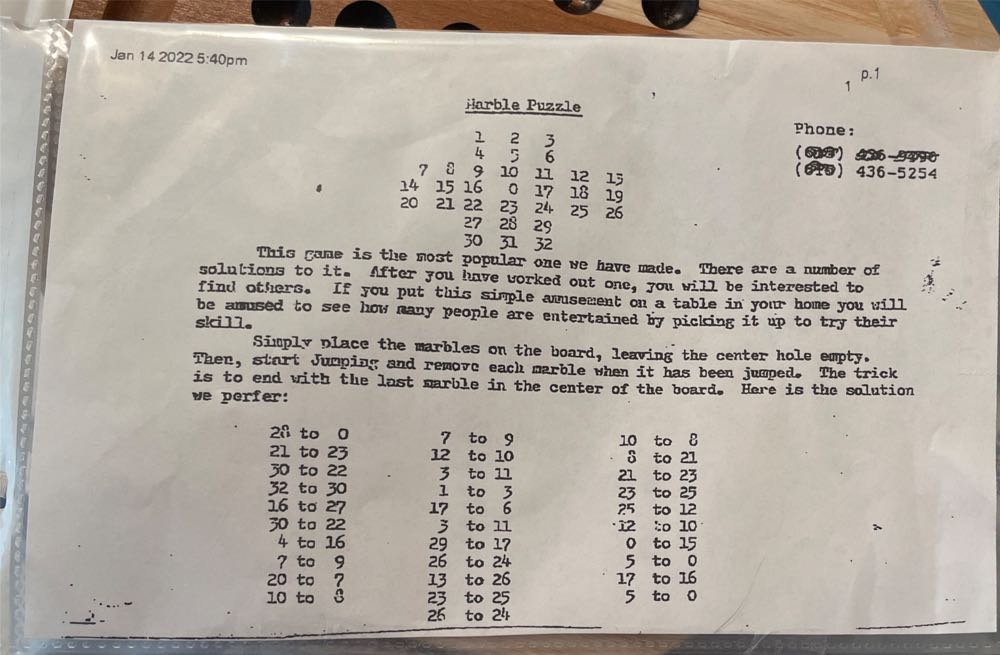 Jan 14 2022 5:40pm
p.1
1
Marble Puzzle
Phone:
( ) 436-5254
1 2 3
4 5 6
7 8 9 10 11 12 13
14 15 16 0 17 18 19
20 21 22 23 24 25 26
27 28 29
30 31 32
This game is the most popular one we have made. There are a number of
solutions to it. After you have worked out one, you will be interested to
find others. If you put this simple amusement on a table in your home you will
be amused to see how many people are entertained by picking it up to try their
skill.
Simply place the marbles on the board, leaving the center hole empty.
Then, start Jumping and remove each marble when it has been jumped. The trick
is to end with the last marble in the center of the board. Here is the solution
we perfer:
28 to 0
21 to 23
30 to 22
32 to 30
16 to 27
30 to 22
4 to 16
7 to 9
20 to 7
10 to 8
7 to 9
12 to 10
3 to 11
1 to 3
17 to 6
3 to 11
29 to 17
26 to 24
13 to 26
23 to 25
26 to 24
10 to 8
8 to 21
21 to 23
23 to 25
25 to 12
12 to 10
0 to 15
5 to 0
17 to 16
5 to 0